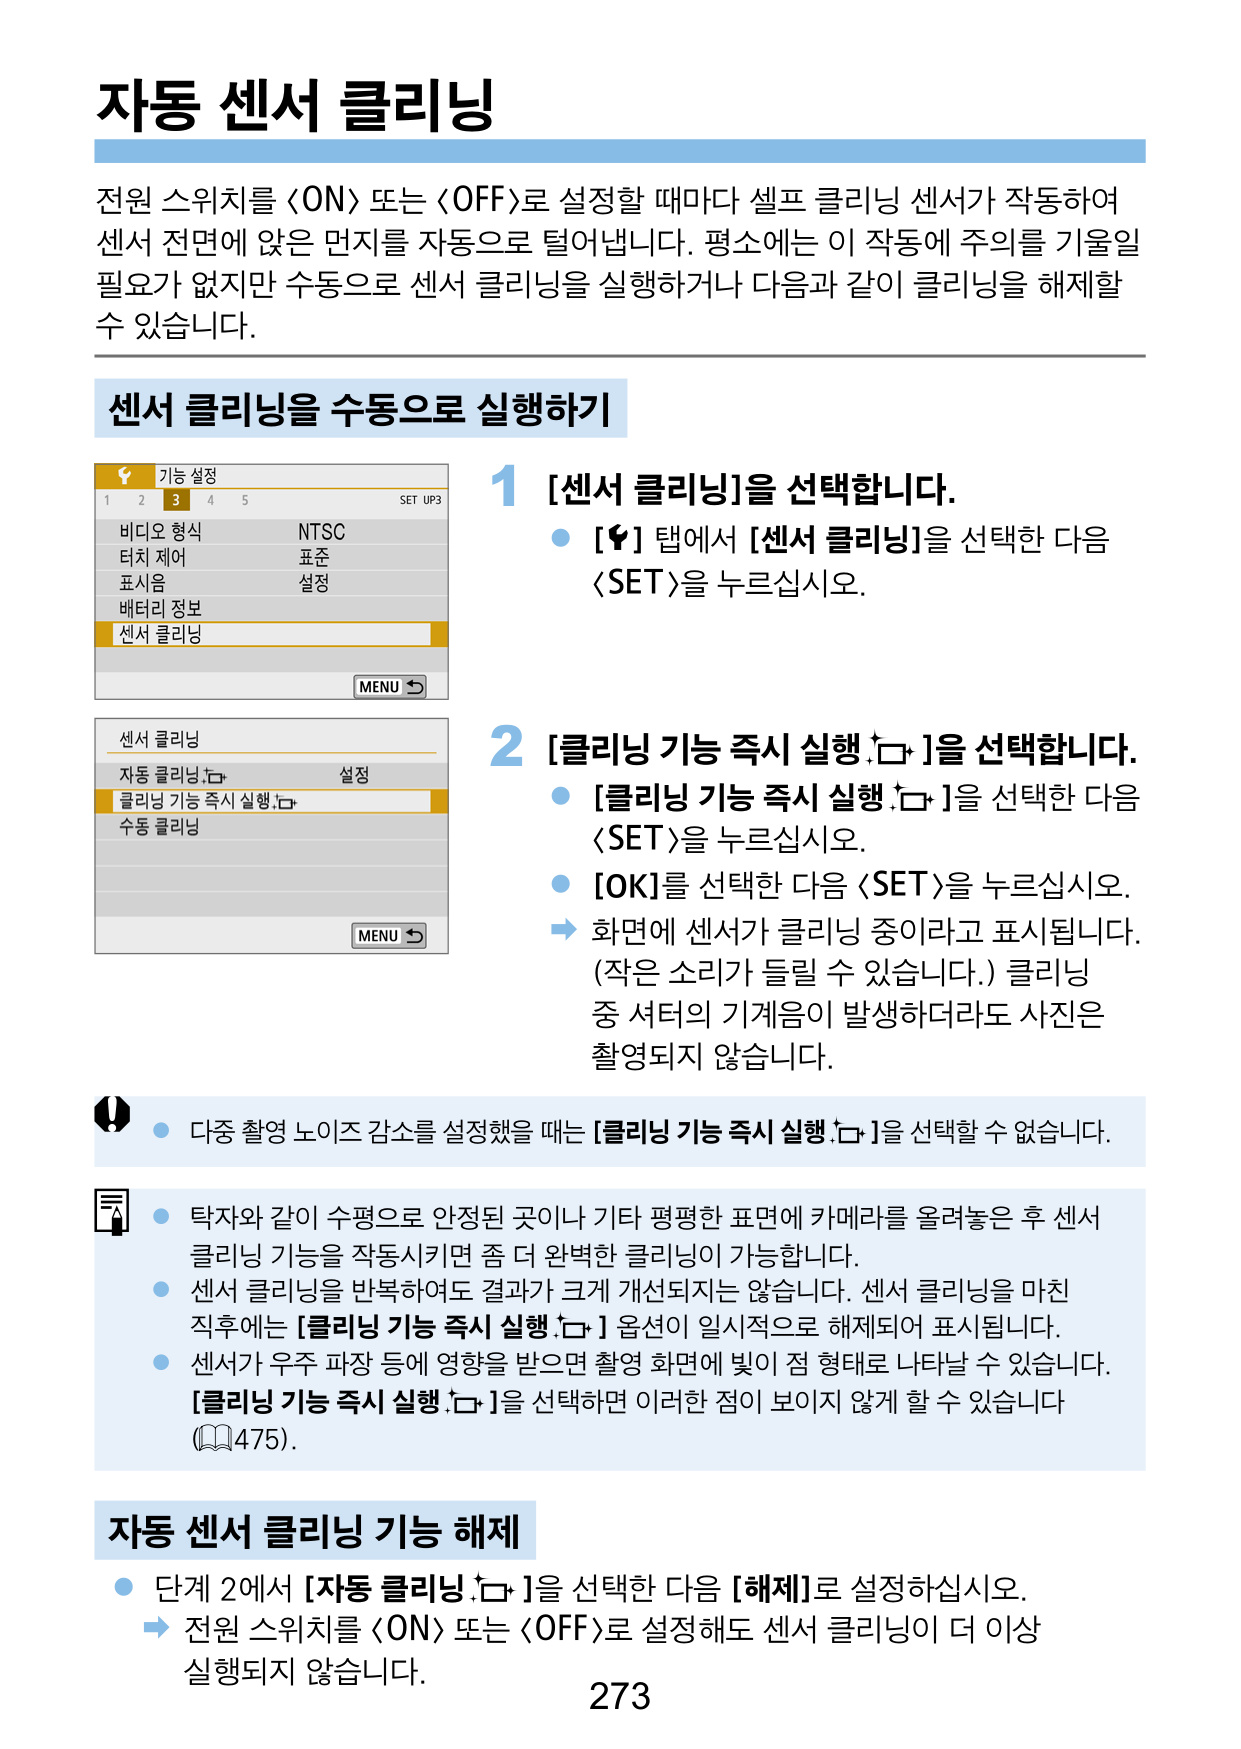 자동 센서 클리닝
전원 스위치를 〈ON〉 또는 〈OFF〉로 설정할 때마다 셀프 클리닝 센서가 작동하여
센서 전면에 앉은 먼지를 자동으로 털어냅니다. 평소에는 이 작동에 주의를 기울일
필요가 없지만 수동으로 센서 클리닝을 실행하거나 다음과 같이 클리닝을 해제할
수 있습니다.
센서 클리닝을 수동으로 실행하기
기능 설정
1 2 3 4 5 SET UP3
비디오 형식 NTSC
터치 제어 표준
표시음 설정
배터리 정보
센서 클리닝
MENU
1 [센서 클리닝]을 선택합니다.
● [] 탭에서 [센서 클리닝]을 선택한 다음
〈SET〉을 누르십시오.
센서 클리닝
자동 클리닝 설정
클리닝 기능 즉시 실행
수동 클리닝
MENU
2 [클리닝 기능 즉시 실행 ]을 선택합니다.
● [클리닝 기능 즉시 실행 ]을 선택한 다음
〈SET〉을 누르십시오.
● [OK]를 선택한 다음 〈SET〉을 누르십시오.
➡ 화면에 센서가 클리닝 중이라고 표시됩니다.
(작은 소리가 들릴 수 있습니다.) 클리닝
중 셔터의 기계음이 발생하더라도 사진은
촬영되지 않습니다.
● 다중 촬영 노이즈 감소를 설정했을 때는 [클리닝 기능 즉시 실행 ]을 선택할 수 없습니다.
● 탁자와 같이 수평으로 안정된 곳이나 기타 평평한 표면에 카메라를 올려놓은 후 센서
클리닝 기능을 작동시키면 좀 더 완벽한 클리닝이 가능합니다.
● 센서 클리닝을 반복하여도 결과가 크게 개선되지는 않습니다. 센서 클리닝을 마친
직후에는 [클리닝 기능 즉시 실행 ] 옵션이 일시적으로 해제되어 표시됩니다.
● 센서가 우주 파장 등에 영향을 받으면 촬영 화면에 빛이 점 형태로 나타날 수 있습니다.
[클리닝 기능 즉시 실행 ]을 선택하면 이러한 점이 보이지 않게 할 수 있습니다
(475).
자동 센서 클리닝 기능 해제
● 단계 2에서 [자동 클리닝 ]을 선택한 다음 [해제]로 설정하십시오.
➡ 전원 스위치를 〈ON〉 또는 〈OFF〉로 설정해도 센서 클리닝이 더 이상
실행되지 않습니다.
273